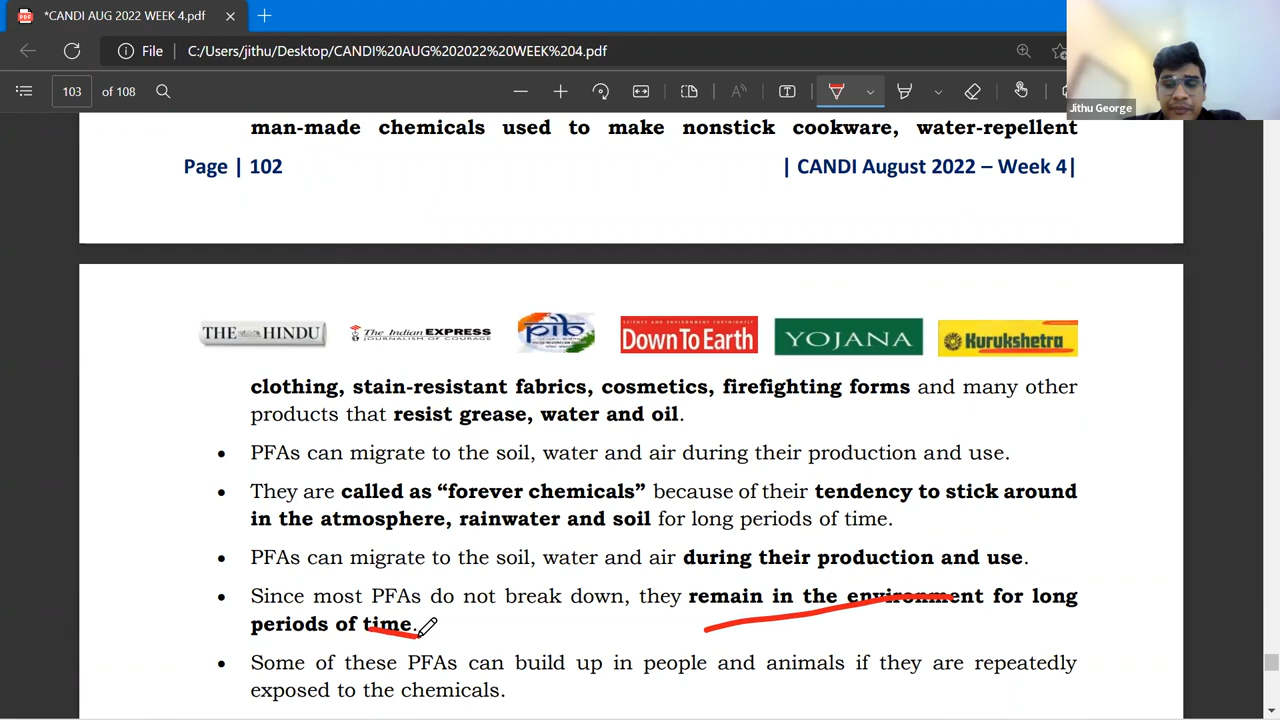 *CANDI AUG 2022 WEEK 4.pdf
File
C:/Users/jithu/Desktop/CANDI%20AUG%202022%20WEEK%204.pdf
103 of 108
Jithu George
man-made chemicals used to make nonstick cookware, water-repellent
Page | 102 | CANDI August 2022 – Week 4|
THE HINDU The Indian EXPRESS JOURNALISM OF COURAGE pib SCIENCE AND ENVIRONMENT FORTNIGHTLY Down To Earth YOJANA Kurukshetra
clothing, stain-resistant fabrics, cosmetics, firefighting forms and many other
products that resist grease, water and oil.
• PFAs can migrate to the soil, water and air during their production and use.
• They are called as “forever chemicals” because of their tendency to stick around
in the atmosphere, rainwater and soil for long periods of time.
• PFAs can migrate to the soil, water and air during their production and use.
• Since most PFAs do not break down, they remain in the environment for long
periods of time.
• Some of these PFAs can build up in people and animals if they are repeatedly
exposed to the chemicals.